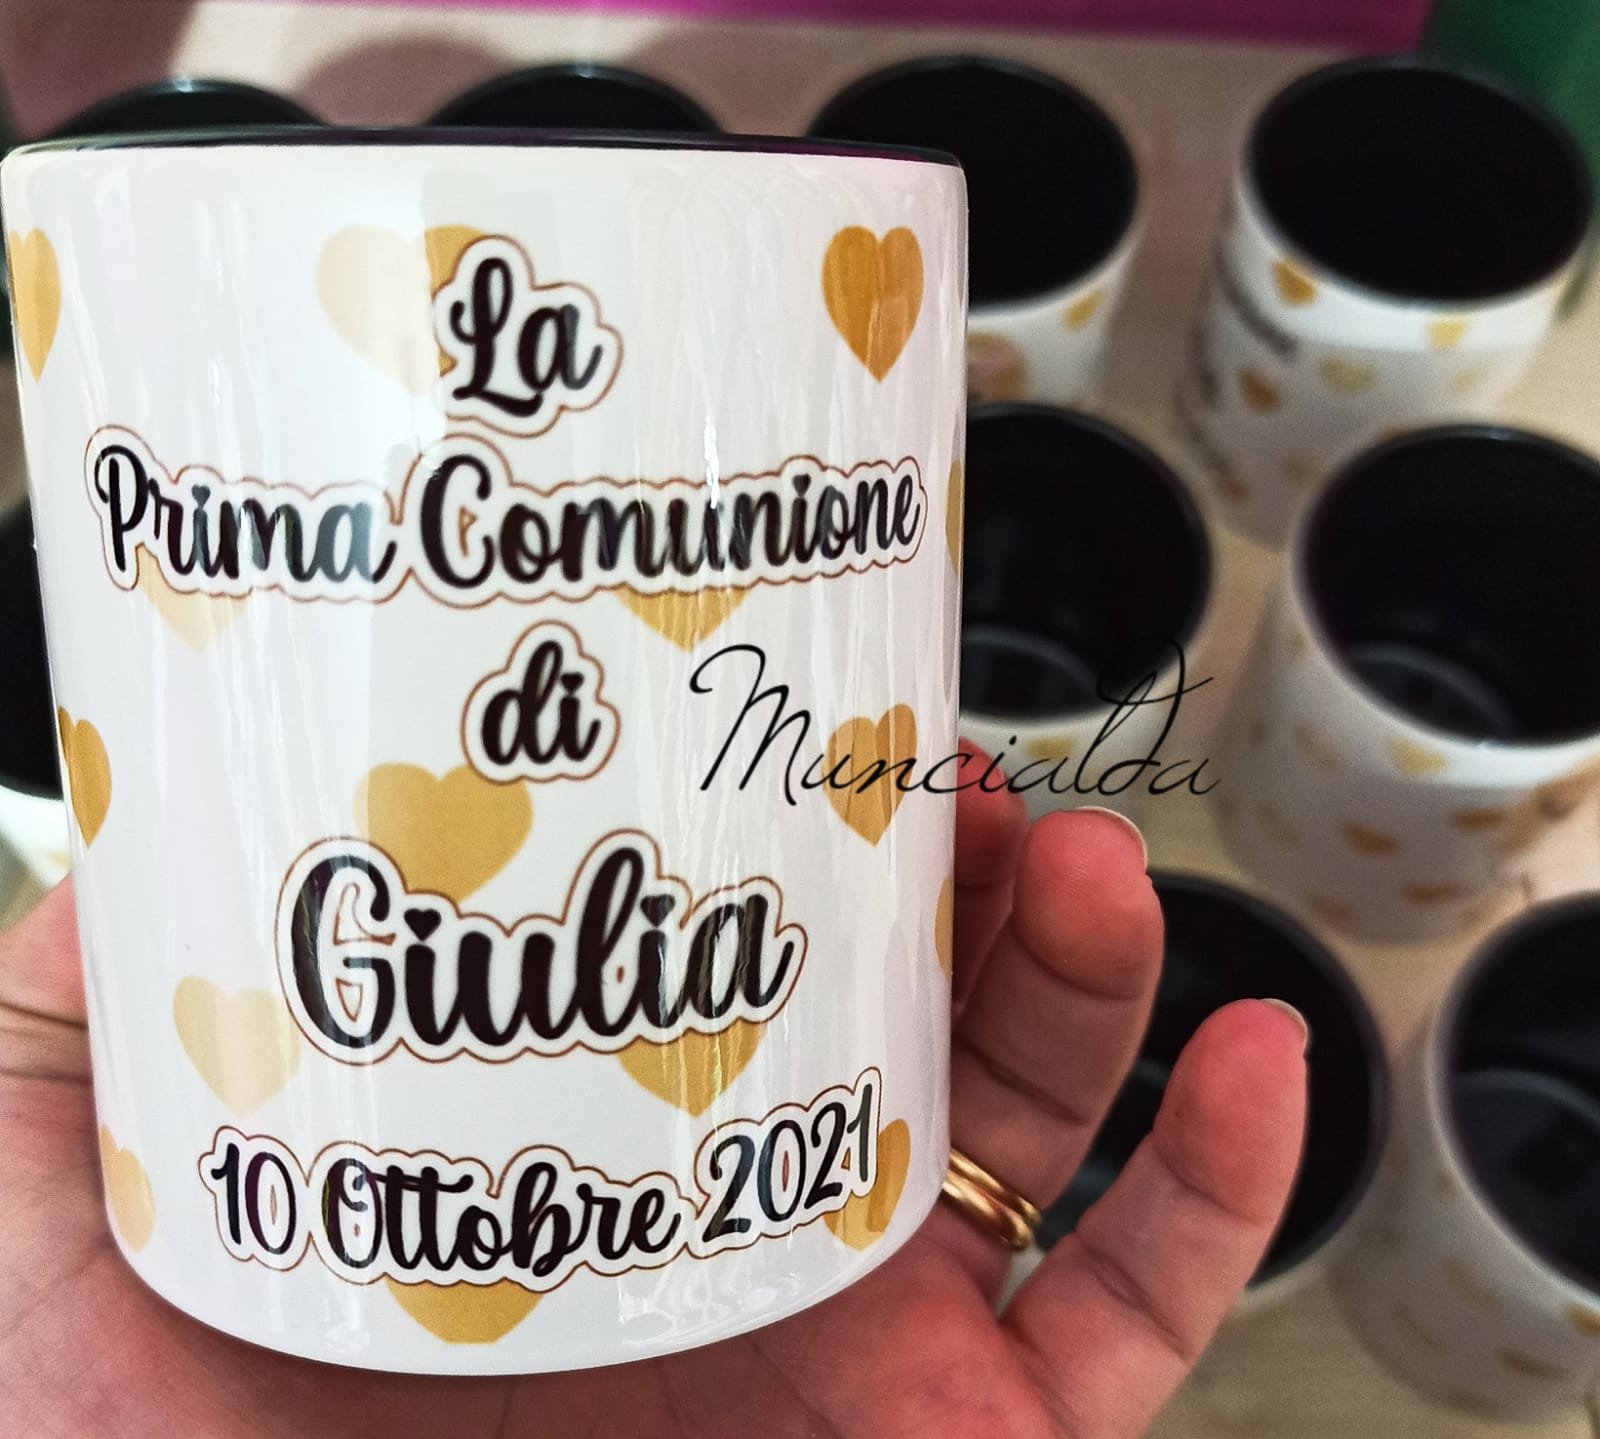 La
Prima Comunione
di
Giulia
10 Ottobre 2021
MuncialDa